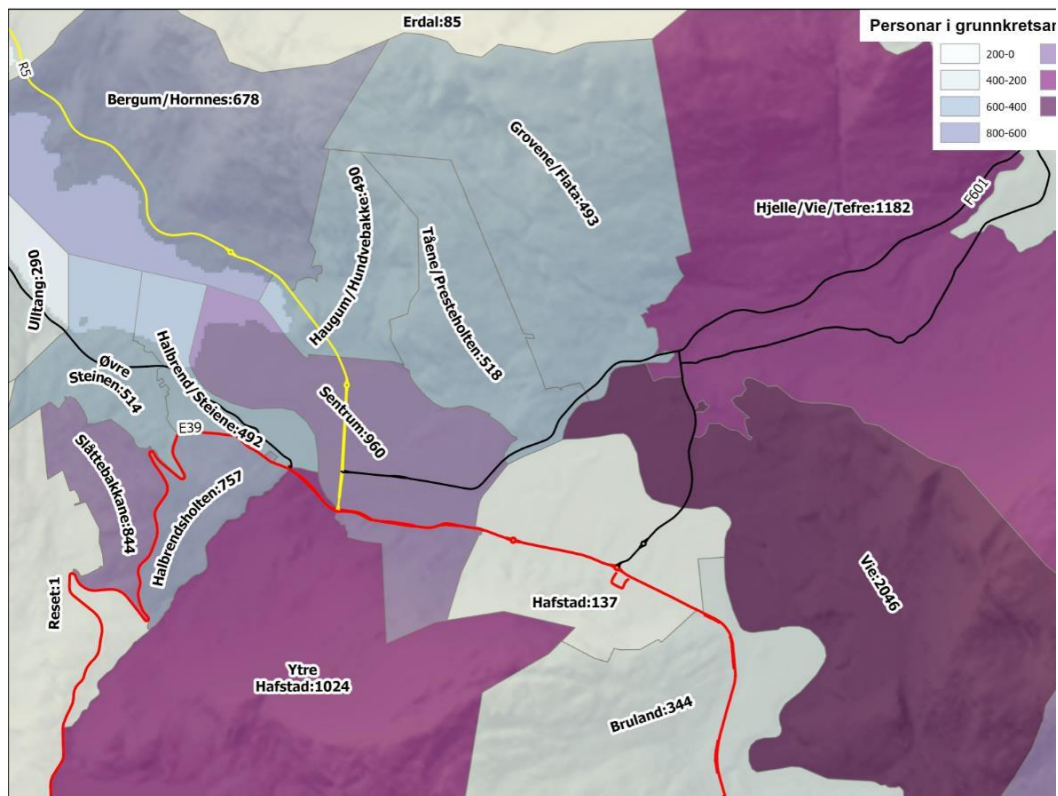 Erdal:85
Personar i grunnkretsar
200-0
400-200
600-400
800-600
R5
Bergum/Hornnes:678
Grovene/Flata:493
Haugum/Hundvebakke:490
Tåene/Presteholten:518
Hjelle/Vie/Tefre:1182
F601
Ulltang:290
Øvre
Steinen:514
Halbrend/Steiene:492
Sentrum:960
E39
Slåttebakkane:844
Halbrendsholten:757
Reset:1
Hafstad:137
Vie:2046
Ytre
Hafstad:1024
Bruland:344